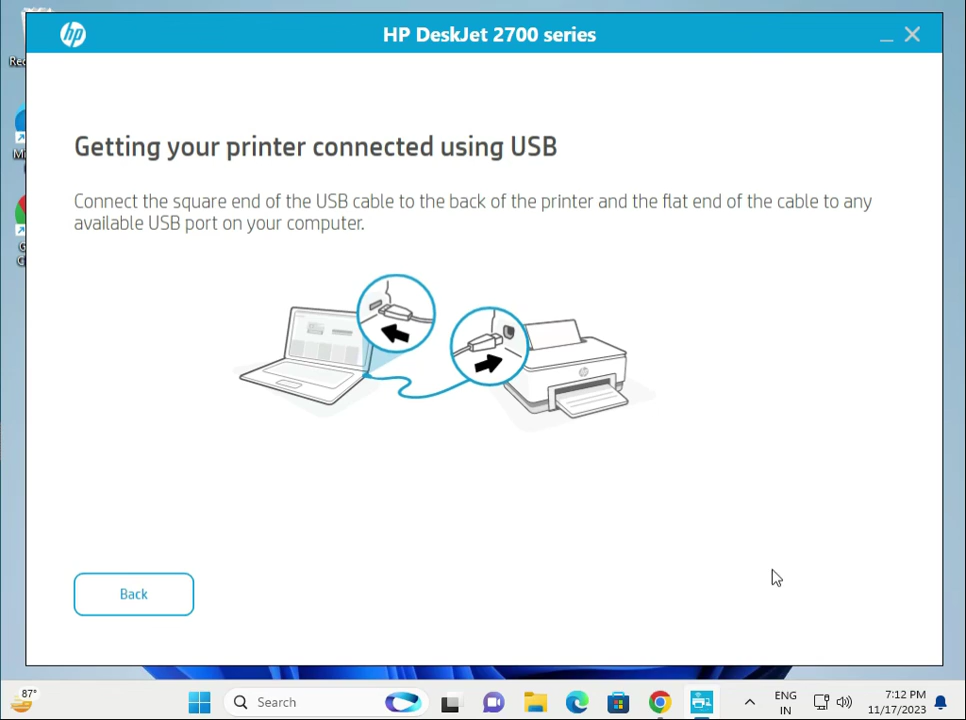 hp
HP DeskJet 2700 series
Getting your printer connected using USB
Connect the square end of the USB cable to the back of the printer and the flat end of the cable to any
available USB port on your computer.
Back
87°
Search
ENG
IN
7:12 PM
11/17/2023